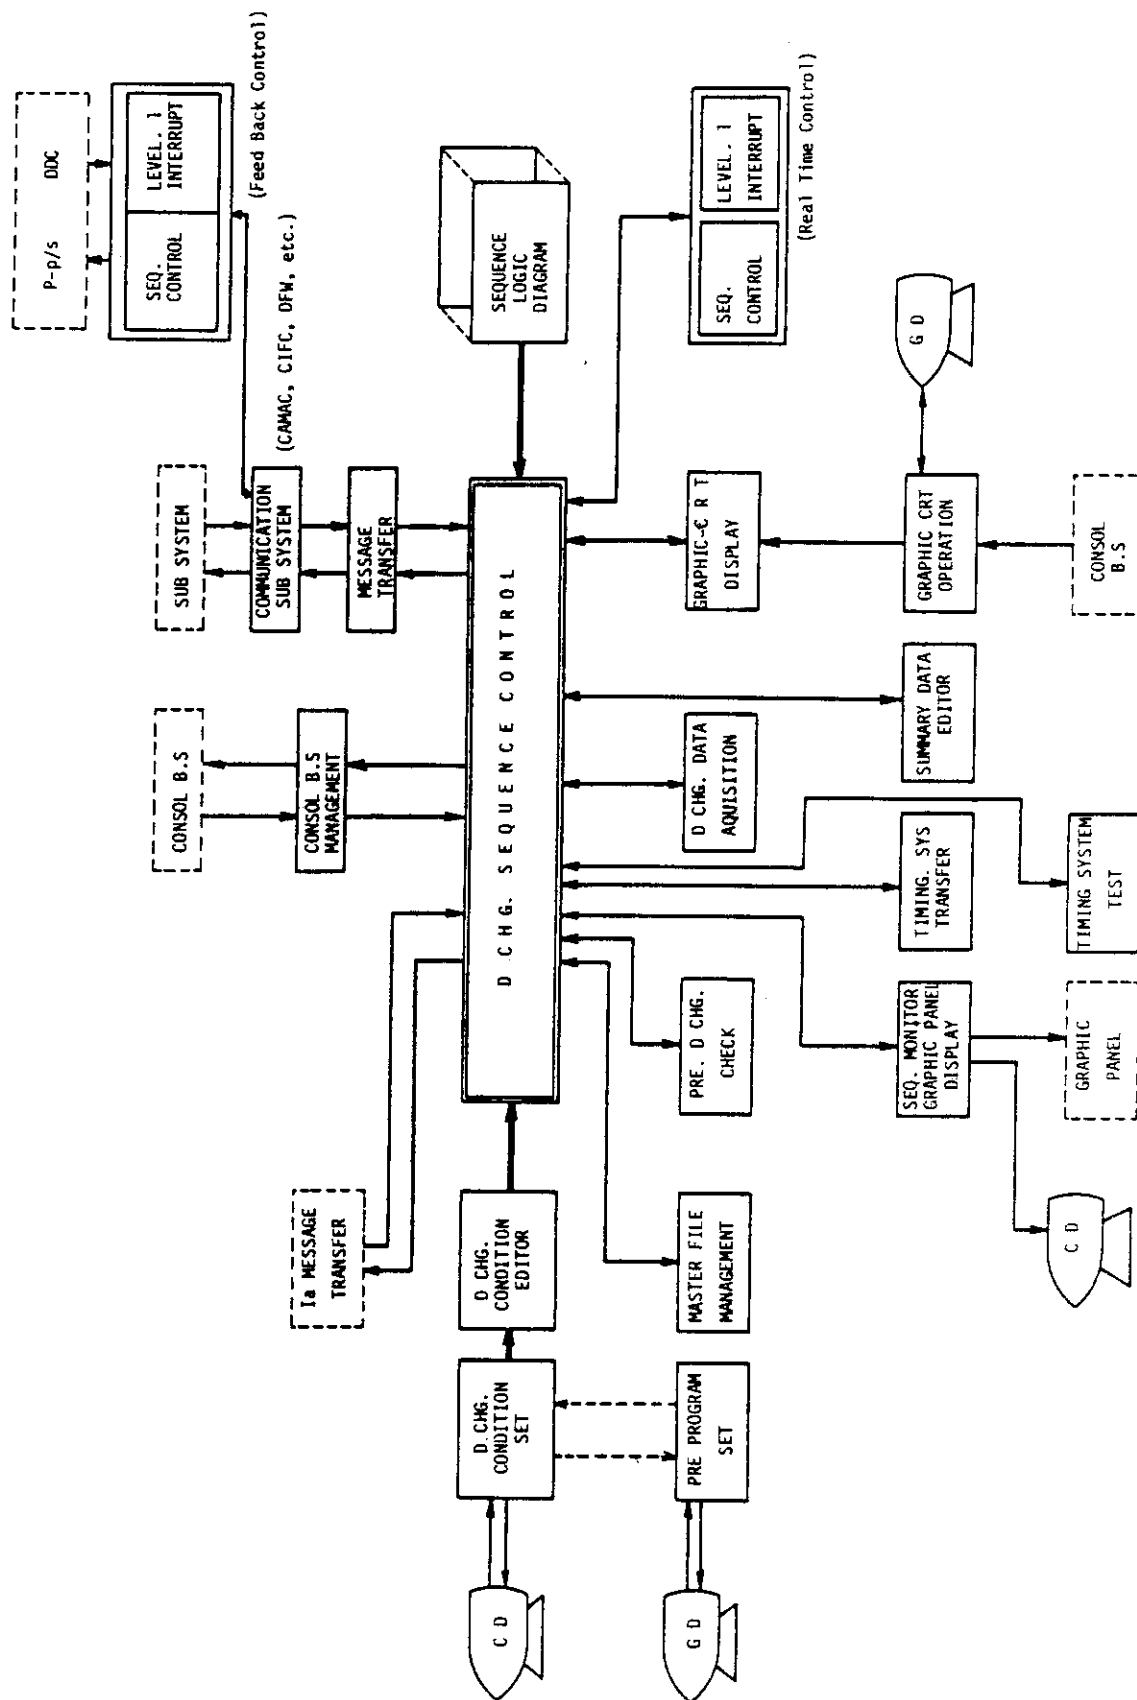 P-p/s
DDC
SEQ.
CONTROL
LEVEL. 1
INTERRUPT
(Feed Back Control)
SUB SYSTEM
COMMUNICATION
SUB SYSTEM
(CAMAC, CIFC, DFW, etc.)
MESSAGE
TRANSFER
CONSOL B.S
CONSOL B.S
MANAGEMENT
Ia MESSAGE
TRANSFER
C D
D.CHG.
CONDITION
SET
D CHG.
CONDITION
EDITOR
D CHG. SEQUENCE CONTROL
SEQUENCE
LOGIC
DIAGRAM
G D
PRE PROGRAM
SET
MASTER FILE
MANAGEMENT
PRE. D CHG.
CHECK
D CHG. DATA
AQUISITION
GRAPHIC-C R T
DISPLAY
SEQ.
CONTROL
LEVEL. 1
INTERRUPT
(Real Time Control)
SEQ. MONITOR
GRAPHIC PANEL
DISPLAY
TIMING. SYS
TRANSFER
SUMMARY DATA
EDITOR
GRAPHIC CRT
OPERATION
G D
C D
GRAPHIC
PANEL
TIMING SYSTEM
TEST
CONSOL
B.S